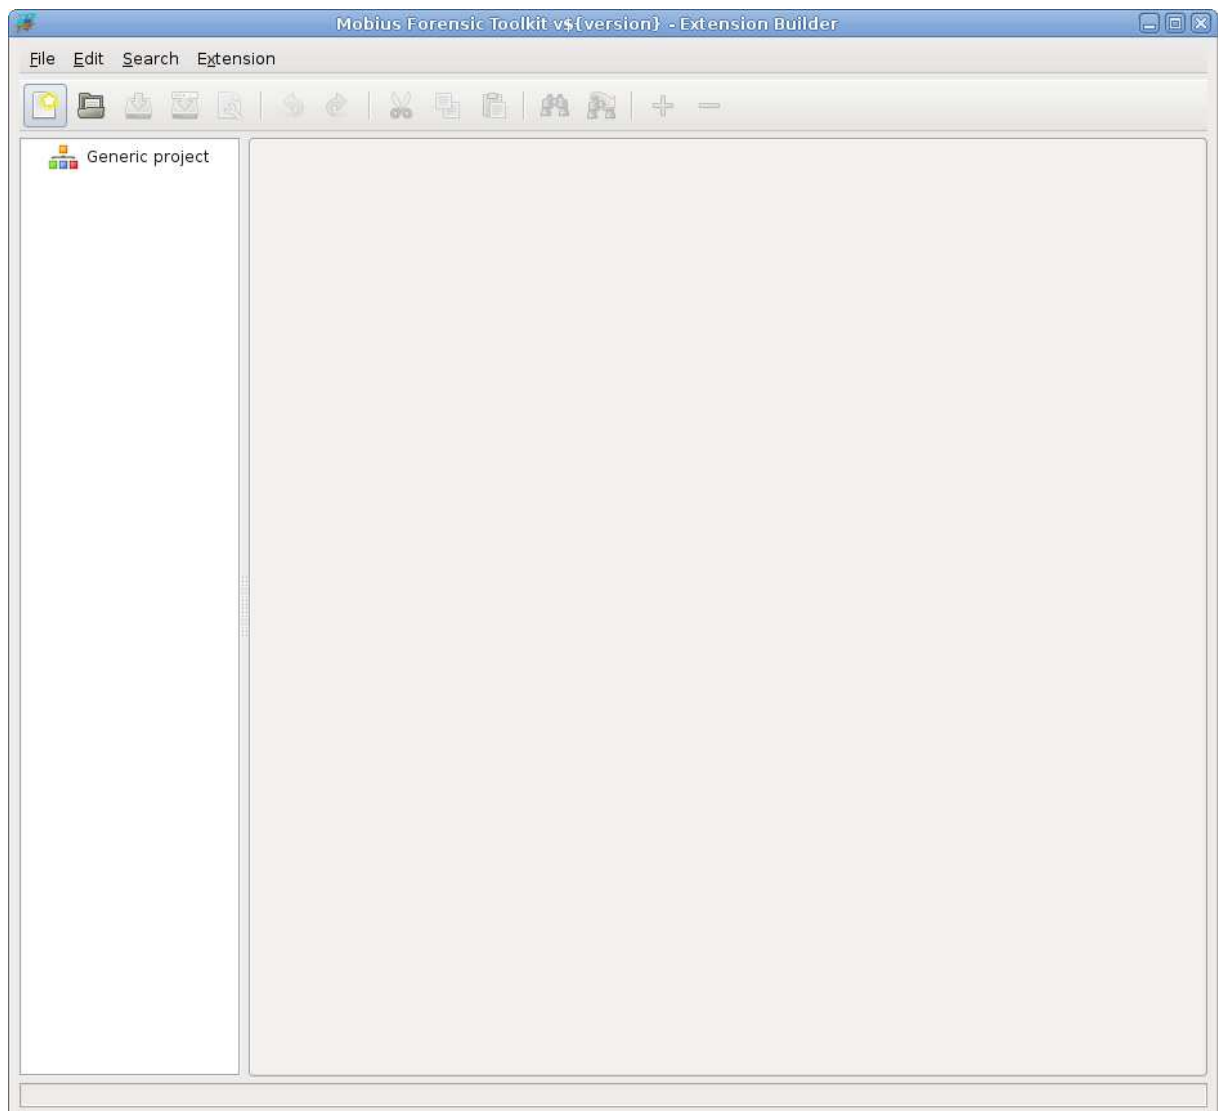 Mobius Forensic Toolkit v${version} - Extension Builder
File Edit Search Extension
Generic project